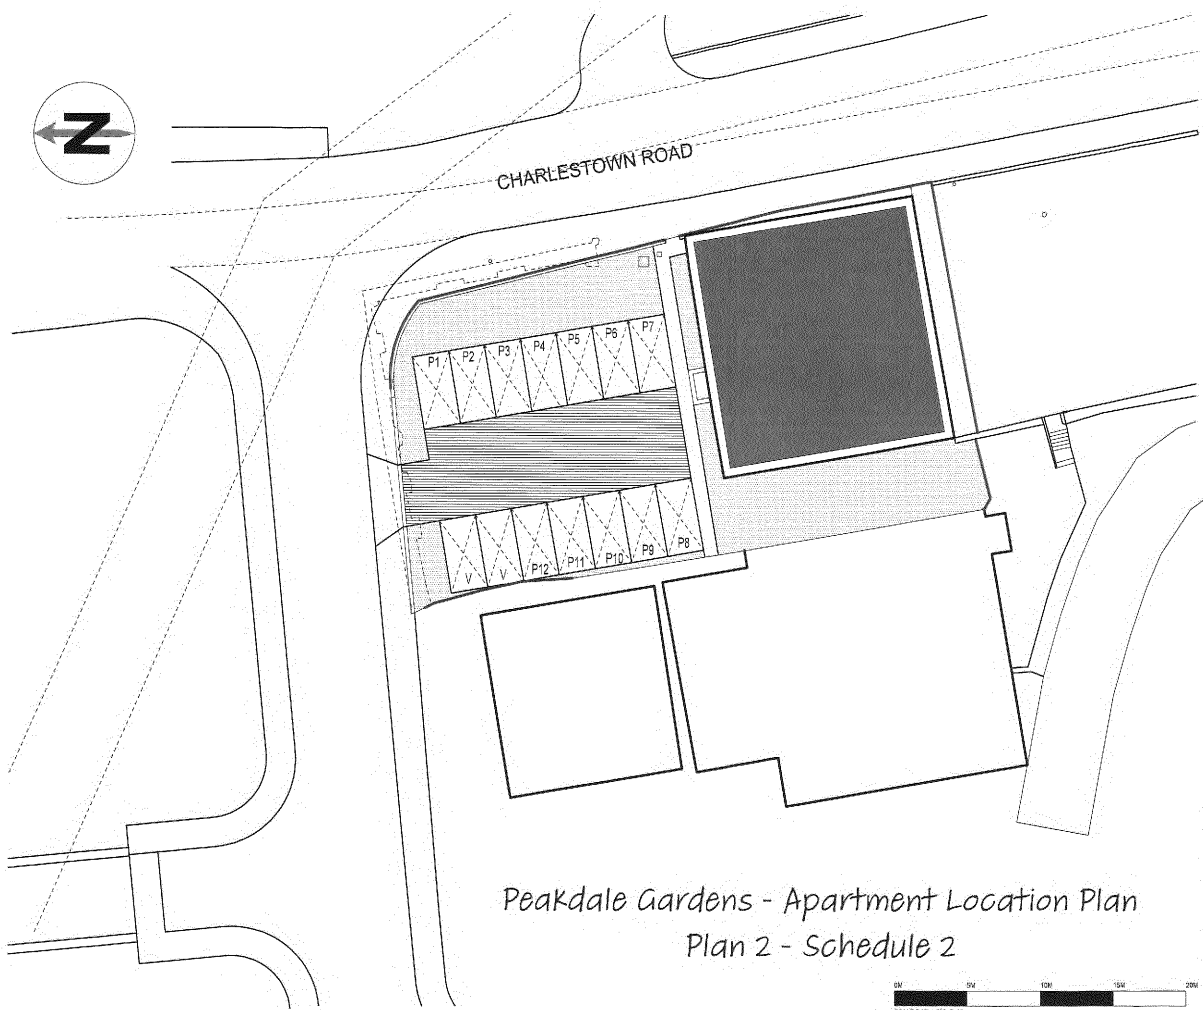 N
CHARLESTOWN ROAD
P1 P2 P3 P4 P5 P6 P7
V V P12 P11 P10 P9 P8
Peakdale Gardens - Apartment Location Plan
Plan 2 - Schedule 2
0M 5M 10M 15M 20M